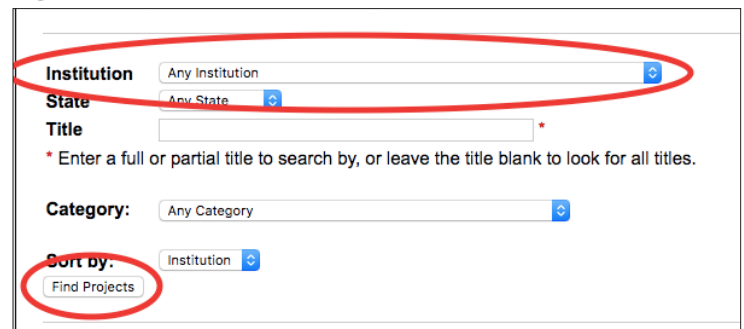 Institution Any Institution
State Any State
Title *
* Enter a full or partial title to search by, or leave the title blank to look for all titles.
Category: Any Category
Sort by: Institution
Find Projects